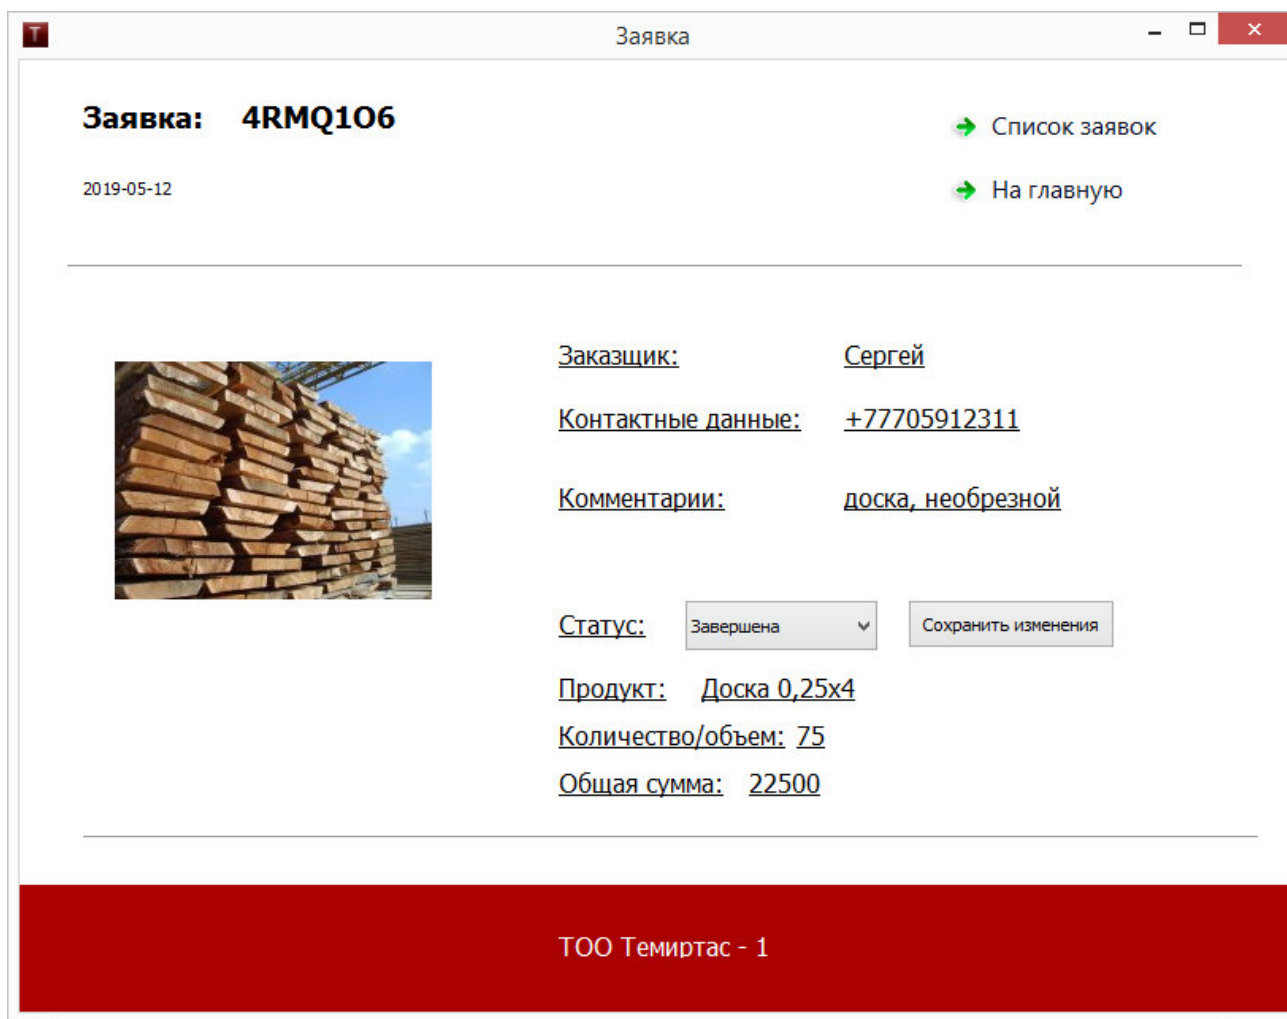 Заявка
Заявка: 4RMQ1O6
Список заявок
2019-05-12
На главную
Заказщик: Сергей
Контактные данные: +77705912311
Комментарии: доска, необрезной
Статус: Завершена Сохранить изменения
Продукт: Доска 0,25x4
Количество/объем: 75
Общая сумма: 22500
ТОО Темиртас - 1